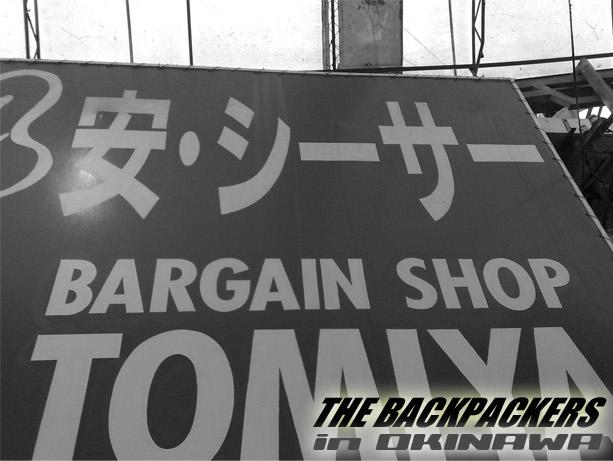 安・シーサー
BARGAIN SHOP
TOMIYA
THE BACKPACKERS
in OKINAWA